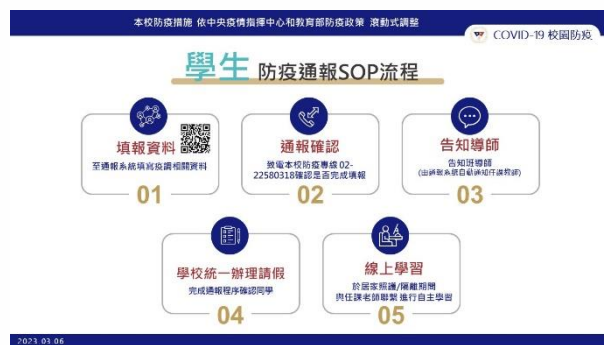 本校防疫措施 依中央疫情指揮中心和教育部防疫政策 滾動式調整
COVID-19 校園防疫
學生 防疫通報SOP流程
填報資料
至通報系統填寫疫調相關資料
01
通報確認
致電本校防疫專線 02-
22580318確認是否完成填報
02
告知導師
告知班導師
(由通報系統自動通知任課教師)
03
學校統一辦理請假
完成通報程序確認同學
04
線上學習
於居家照護/隔離期間
與任課老師聯繫 進行自主學習
05
2023.03.06